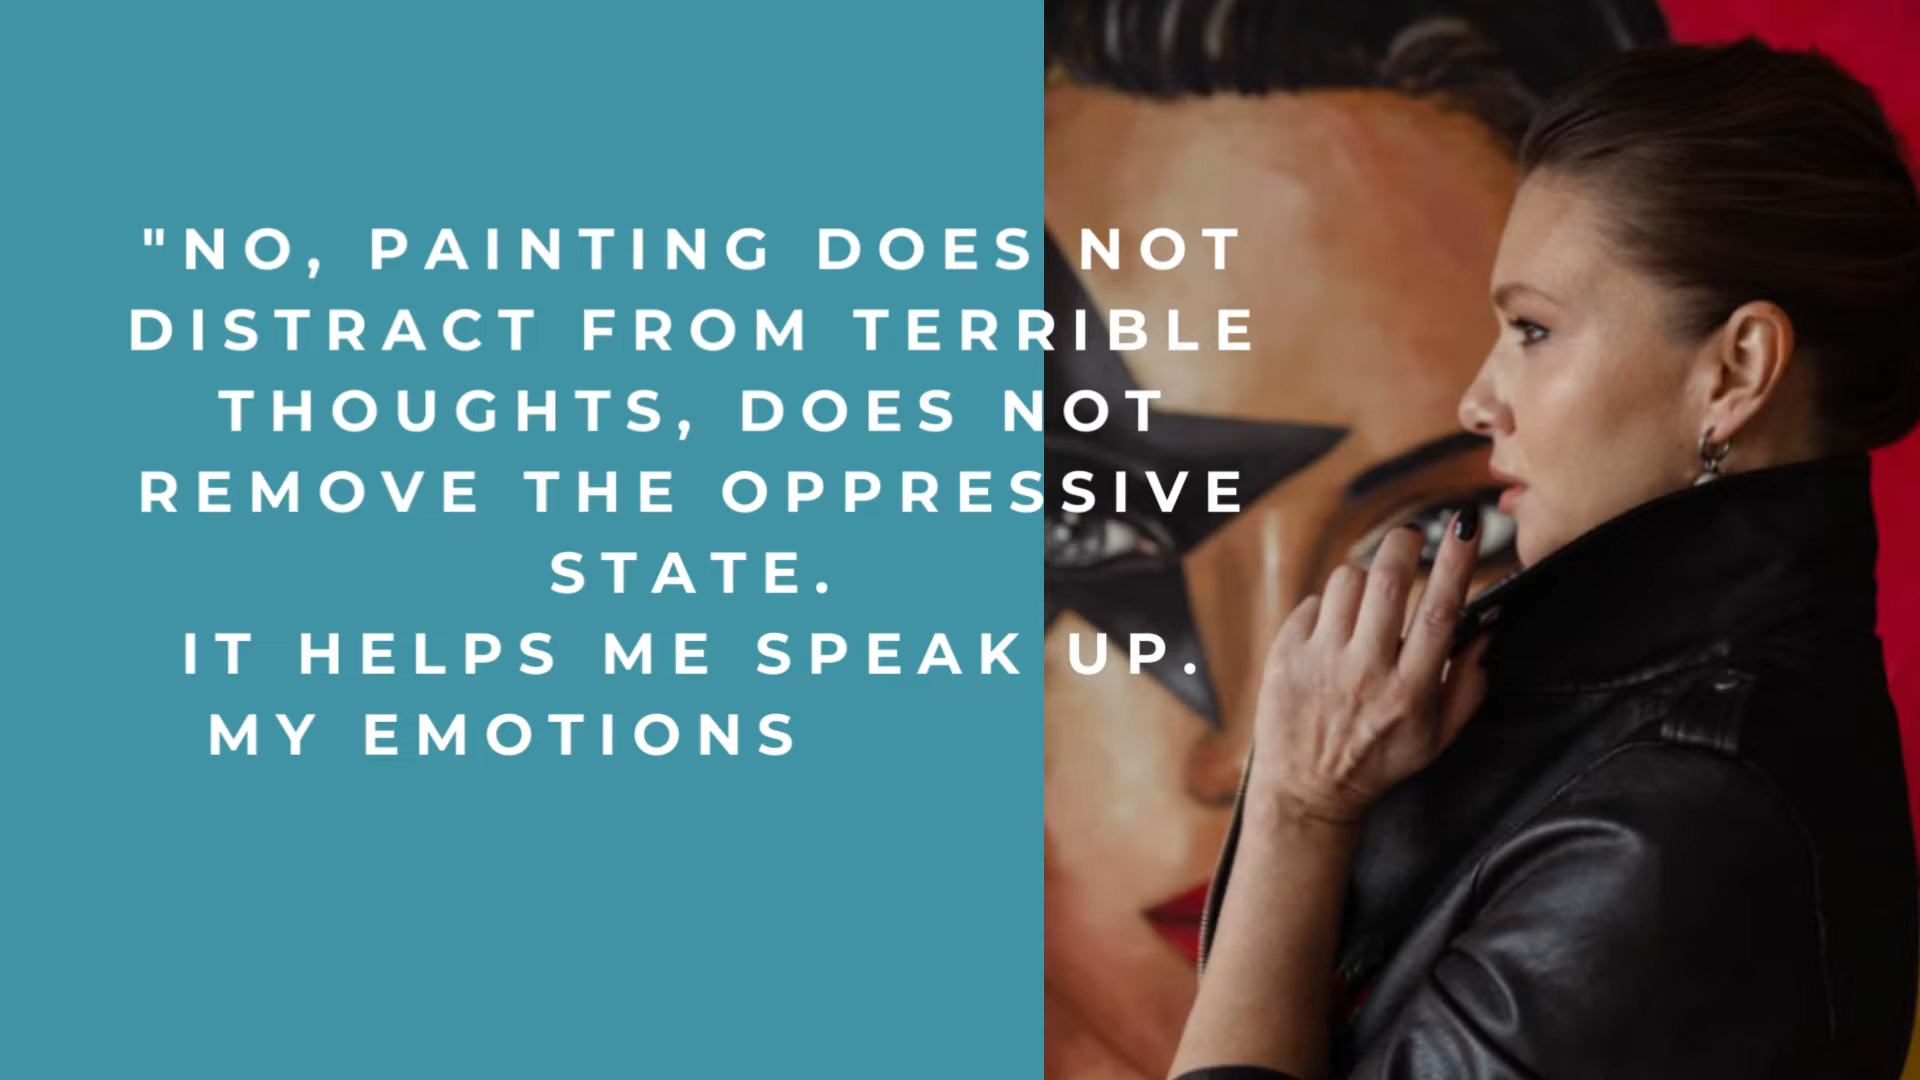 "NO, PAINTING DOES NOT
DISTRACT FROM TERRIBLE
THOUGHTS, DOES NOT
REMOVE THE OPPRESSIVE
STATE.
IT HELPS ME SPEAK UP.
MY EMOTIONS